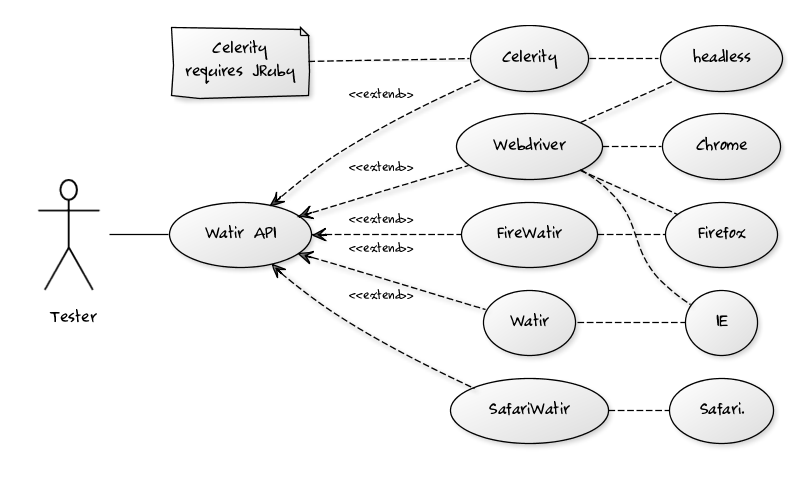 Celerity
requires JRuby
Celerity
headless
<<extend>>
Webdriver
Chrome
<<extend>>
Watir API
<<extend>>
FireWatir
Firefox
<<extend>>
Tester
<<extend>>
Watir
IE
SafariWatir
Safari.